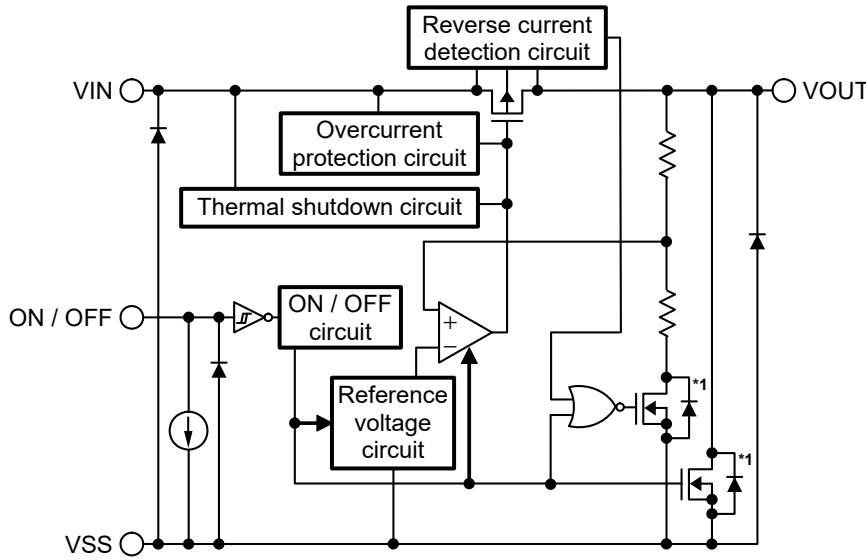 Reverse current
detection circuit
VIN
VOUT
Overcurrent
protection circuit
Thermal shutdown circuit
ON / OFF
ON / OFF
circuit
+
−
Reference
voltage
circuit
*1
*1
VSS